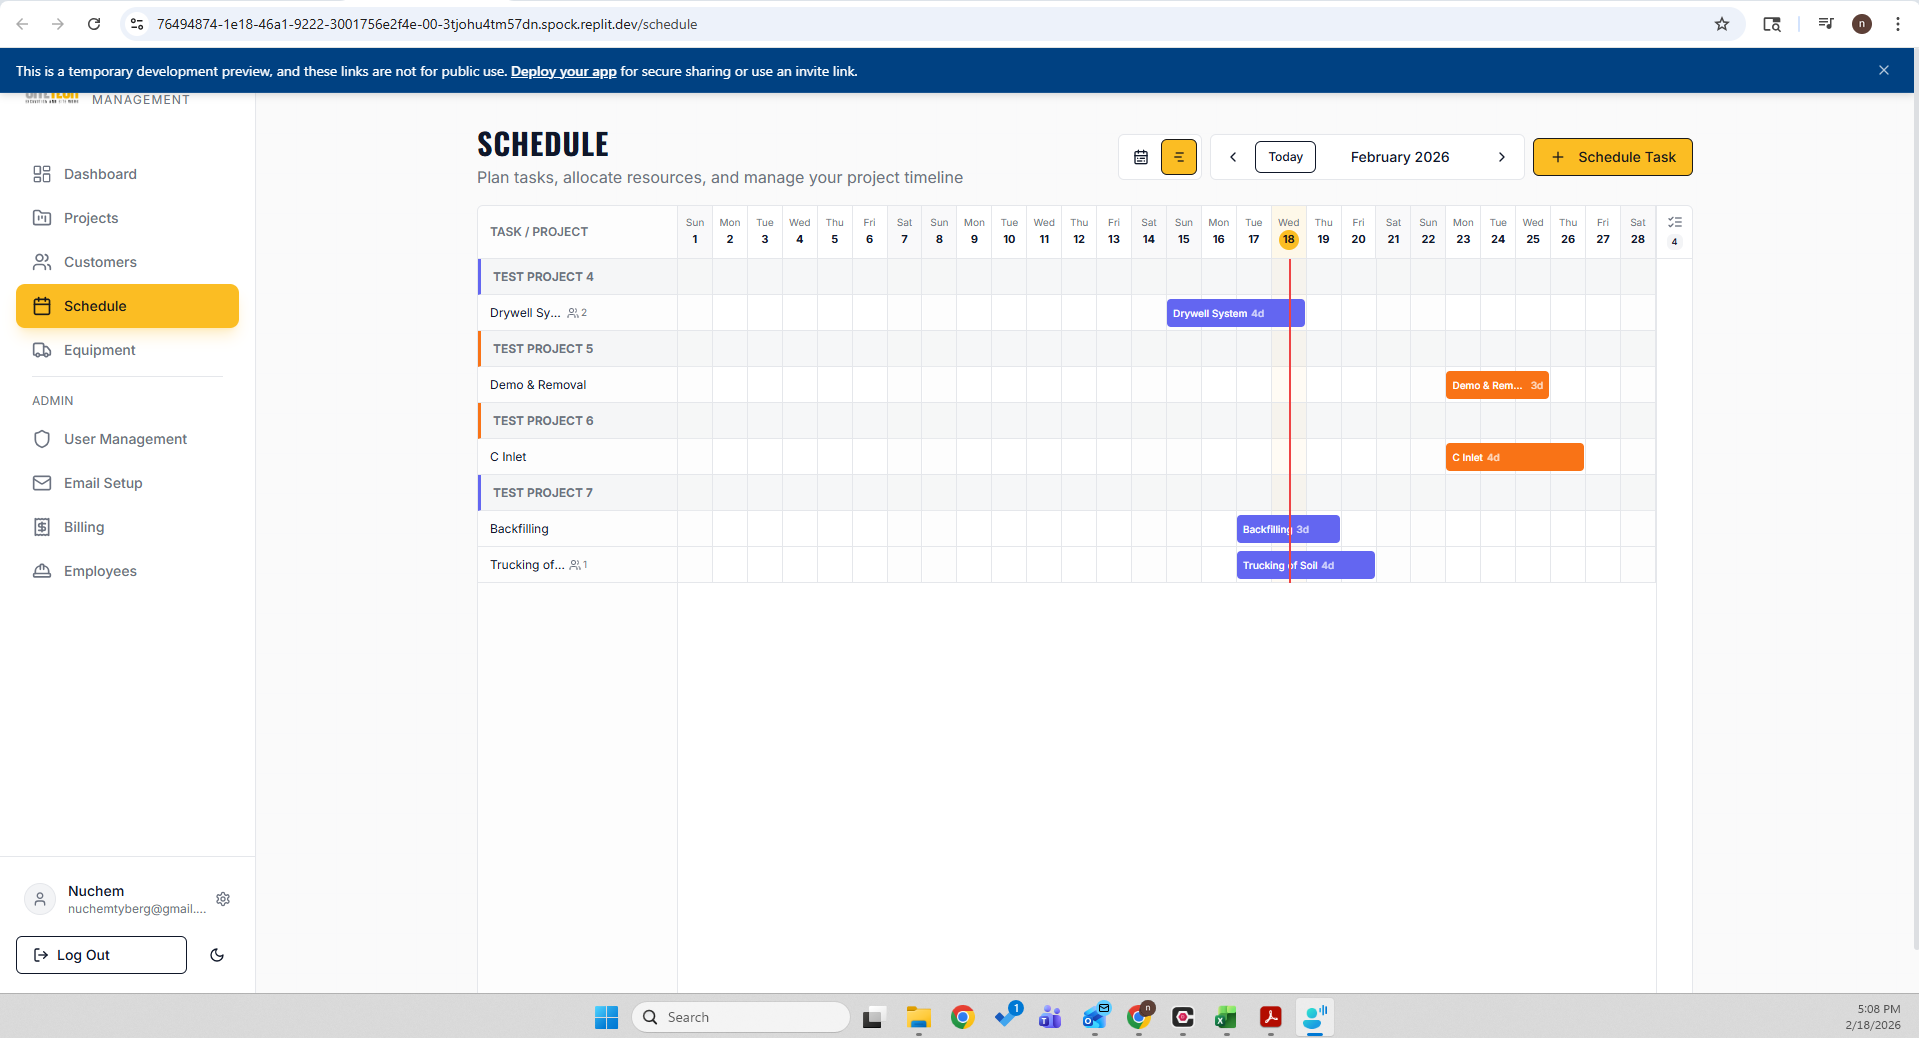 76494874-1e18-46a1-9222-3001756e2f4e-00-3tjohu4tm57dn.spock.replit.dev/schedule
n
This is a temporary development preview, and these links are not for public use. Deploy your app for secure sharing or use an invite link.
MANAGEMENT
Dashboard
Projects
Customers
Schedule
Equipment
ADMIN
User Management
Email Setup
Billing
Employees
Nuchem
nuchemtyberg@gmail....
Log Out
SCHEDULE
Plan tasks, allocate resources, and manage your project timeline
Today
February 2026
+ Schedule Task
TASK / PROJECT
Sun Mon Tue Wed Thu Fri Sat Sun Mon Tue Wed Thu Fri Sat Sun Mon Tue Wed Thu Fri Sat Sun Mon Tue Wed Thu Fri Sat
1 2 3 4 5 6 7 8 9 10 11 12 13 14 15 16 17 18 19 20 21 22 23 24 25 26 27 28 4
TEST PROJECT 4
Drywell Sy... 2
Drywell System 4d
TEST PROJECT 5
Demo & Removal
Demo & Rem... 3d
TEST PROJECT 6
C Inlet
C Inlet 4d
TEST PROJECT 7
Backfilling
Backfilling 3d
Trucking of... 1
Trucking of Soil 4d
Search
1
n
5:08 PM
2/18/2026